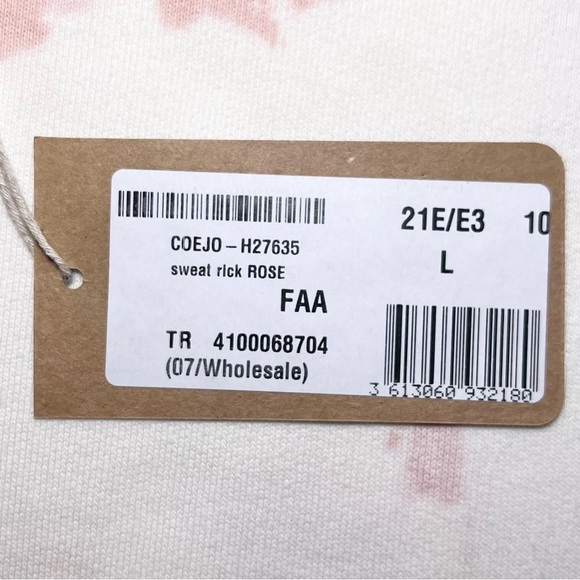 21E/E3 10
COEJO-H27635
L
sweat rick ROSE
FAA
TR 4100068704
(07/Wholesale)
3 613060 932180